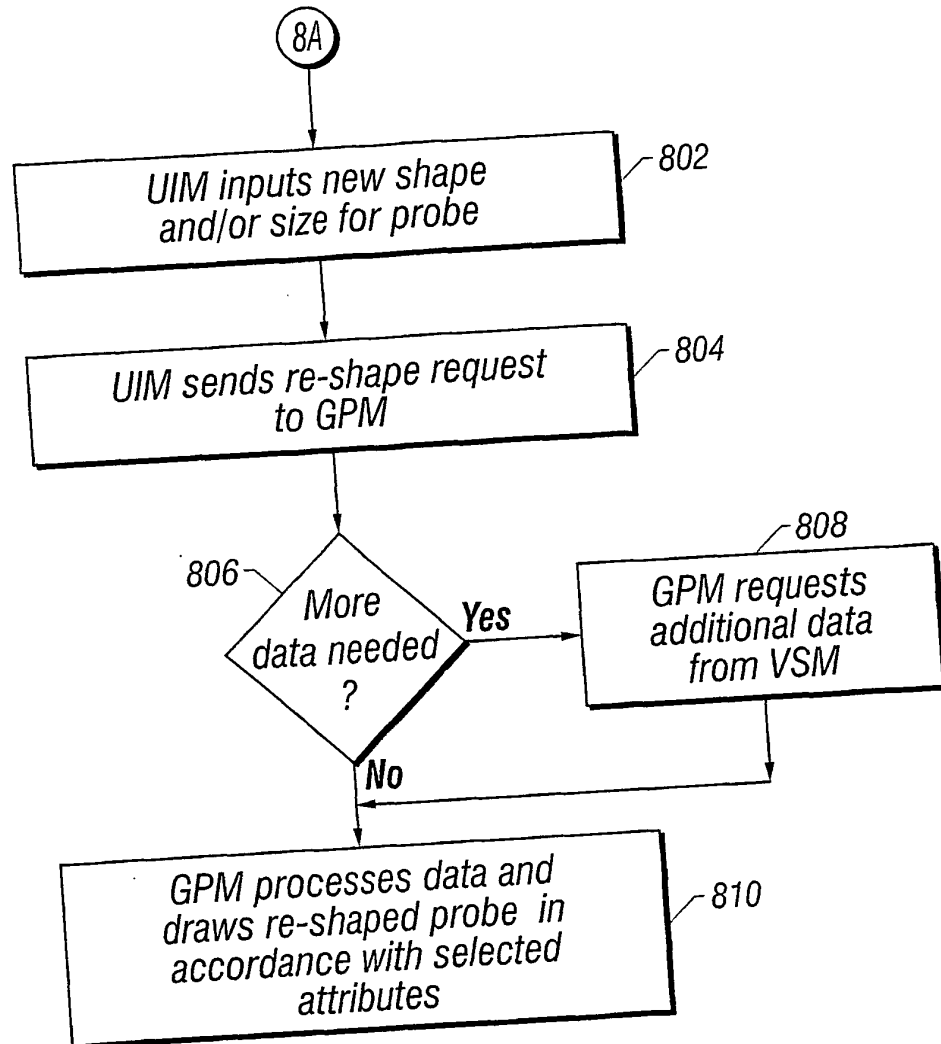 8A
UIM inputs new shape
and/or size for probe
802
UIM sends re-shape request
to GPM
804
806
More
data needed
?
Yes
808
GPM requests
additional data
from VSM
No
GPM processes data and
draws re-shaped probe in
accordance with selected
attributes
810